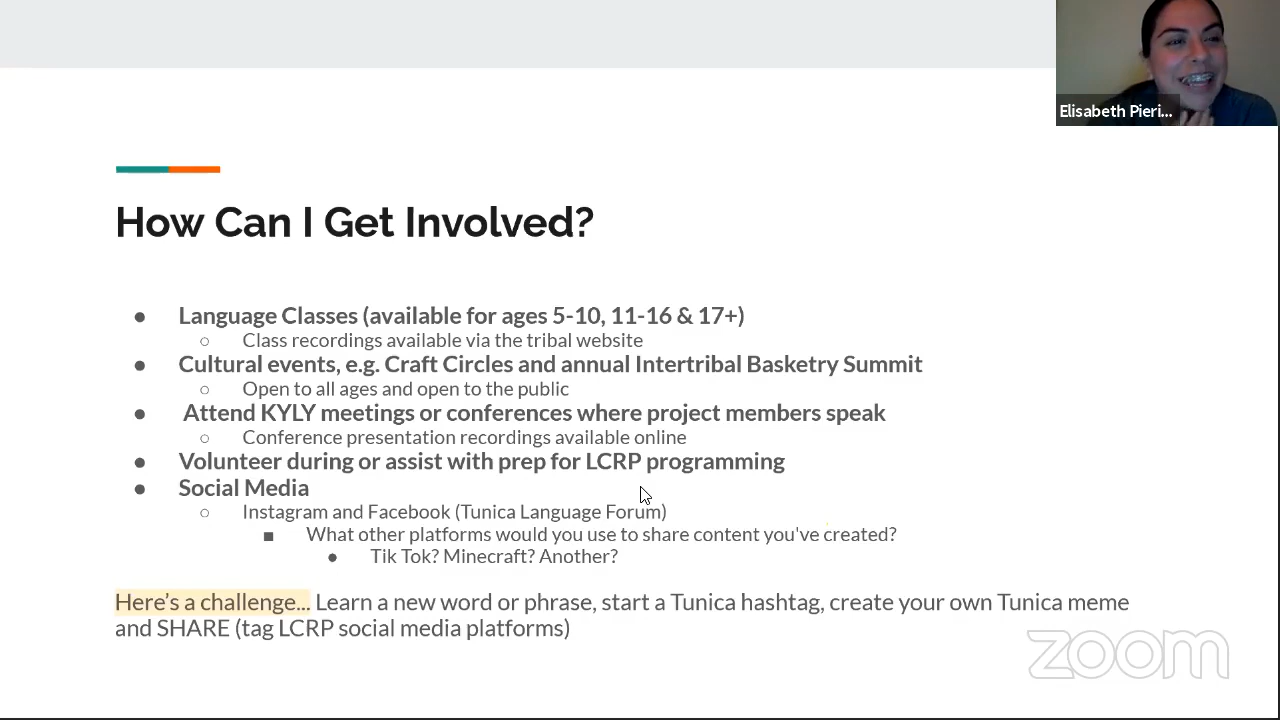 Elisabeth Pieri...
How Can I Get Involved?
● Language Classes (available for ages 5-10, 11-16 & 17+)
○ Class recordings available via the tribal website
● Cultural events, e.g. Craft Circles and annual Intertribal Basketry Summit
○ Open to all ages and open to the public
● Attend KYLY meetings or conferences where project members speak
○ Conference presentation recordings available online
● Volunteer during or assist with prep for LCRP programming
● Social Media
○ Instagram and Facebook (Tunica Language Forum)
■ What other platforms would you use to share content you've created?
● Tik Tok? Minecraft? Another?
Here's a challenge... Learn a new word or phrase, start a Tunica hashtag, create your own Tunica meme
and SHARE (tag LCRP social media platforms)
zoom